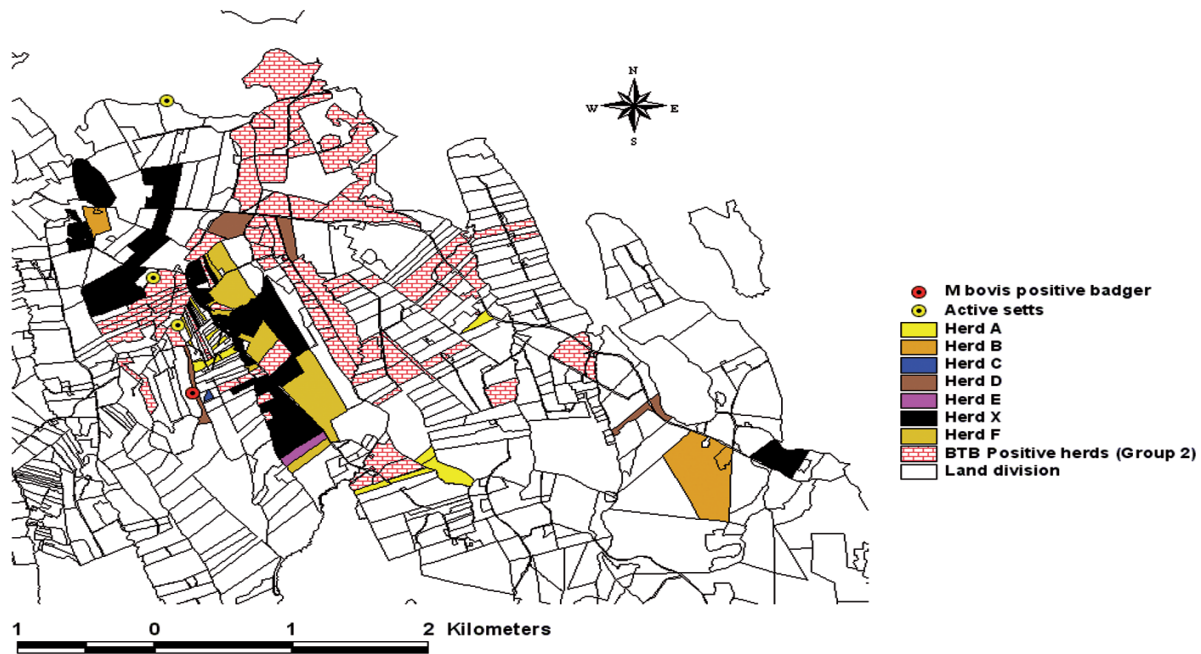 N
W E
S
M bovis positive badger
Active setts
Herd A
Herd B
Herd C
Herd D
Herd E
Herd X
Herd F
BTB Positive herds (Group 2)
Land division
1 0 1 2 Kilometers